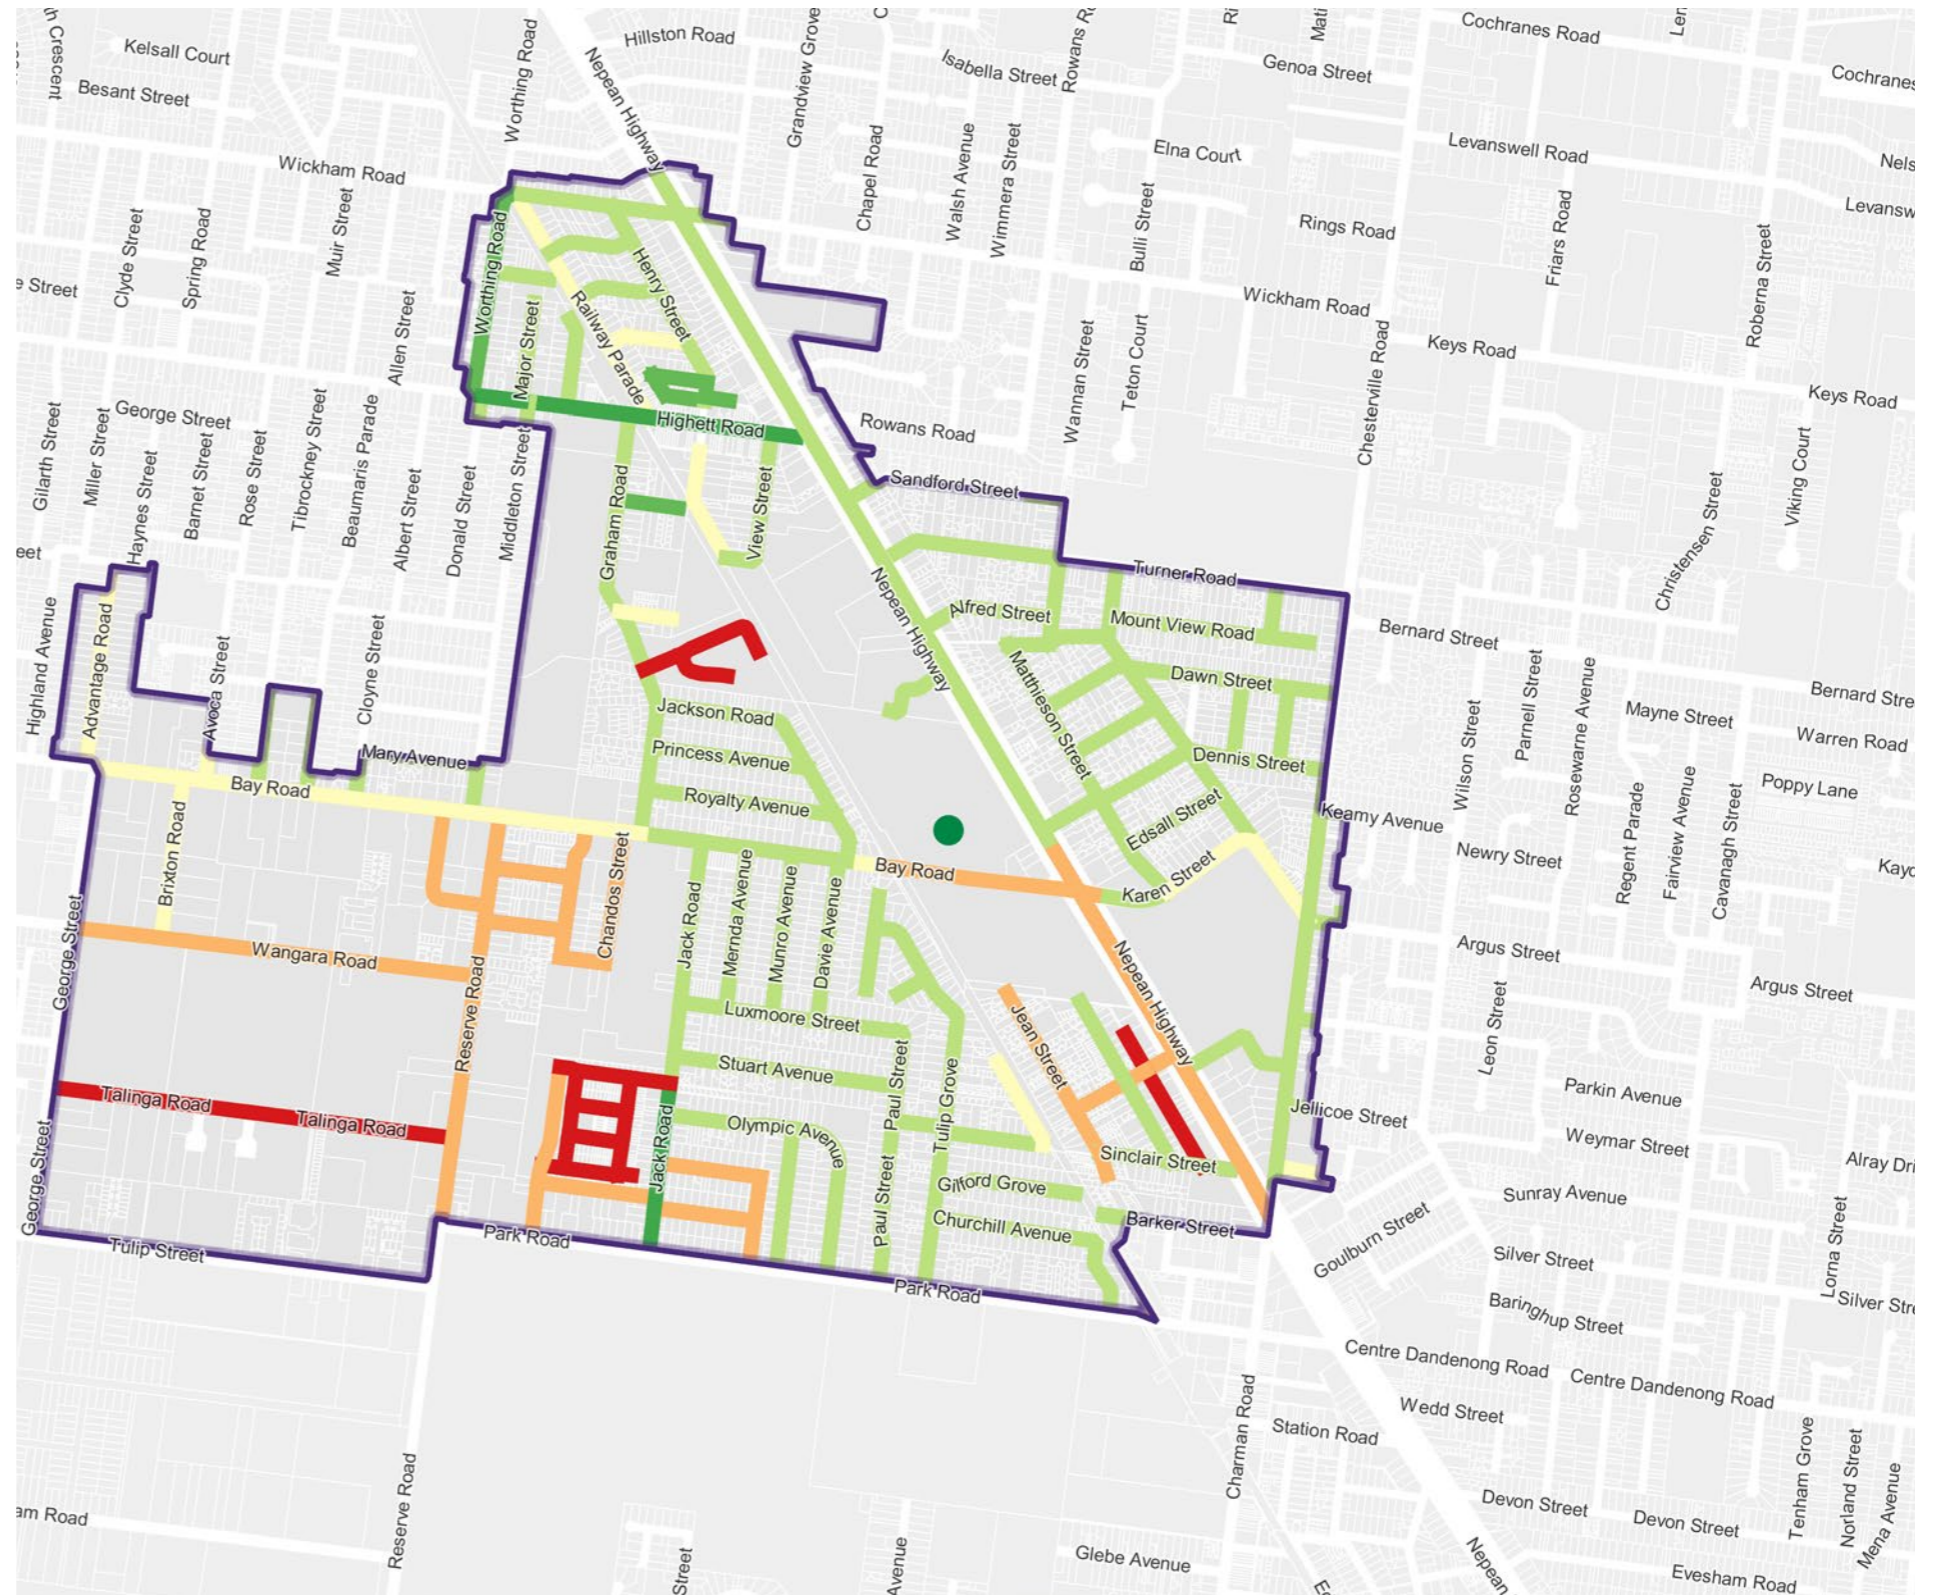 Kelsall Court
Besant Street
Worthing Road
Nepean Highway
Hillston Road
Grandview Grove
Isabella Street
Genoa Street
Cochranes Road
Wickham Road
Muir Street
Clyde Street
Spring Road
Chapel Road
Walsh Avenue
Wimmera Street
Elna Court
Bulli Street
Levanswell Road
Rings Road
Friars Road
Roberna Street
Worthing Road
Henry Street
Railway Parade
Major Street
Allen Street
Wickham Road
Keys Road
Keys Road
Chesterville Road
Wannan Street
Teton Court
Rowans Road
Highett Road
George Street
Gilarth Street
Miller Street
Haynes Street
Barnet Street
Rose Street
Tibrockney Street
Beaumaris Parade
Albert Street
Donald Street
Middleton Street
Graham Road
View Street
Sandford Street
Viking Court
Christensen Street
Turner Road
Nepean Highway
Alfred Street
Mount View Road
Bernard Street
Highland Avenue
Advantage Road
Avoca Street
Cloyne Street
Matthieson Street
Dawn Street
Parnell Street
Rosewarne Avenue
Mayne Street
Warren Road
Jackson Road
Princess Avenue
Mary Avenue
Bay Road
Royalty Avenue
Dennis Street
Wilson Street
Poppy Lane
Edsall Street
Keamy Avenue
Regent Parade
Fairview Avenue
Cavanagh Street
Newry Street
Brixton Road
Chandos Street
Bay Road
Karen Street
Jack Road
Mernda Avenue
Munro Avenue
Davie Avenue
George Street
Wangara Road
Nepean Highway
Argus Street
Argus Street
Reserve Road
Luxmoore Street
Jean Street
Leon Street
Stuart Avenue
Paul Street
Tulip Grove
Parkin Avenue
Talinga Road
Talinga Road
Olympic Avenue
Jack Road
Jellicoe Street
Weymar Street
George Street
Sinclair Street
Gilford Grove
Sunray Avenue
Paul Street
Churchill Avenue
Barker Street
Goulburn Street
Lorna Street
Tulip Street
Park Road
Silver Street
Park Road
Baringhup Street
Centre Dandenong Road
Centre Dandenong Road
Charman Road
Wedd Street
Station Road
Tenham Grove
Norland Street
Mena Avenue
Reserve Road
Devon Street
Devon Street
Glebe Avenue
Nepean
Evesham Road
Street
Avenue